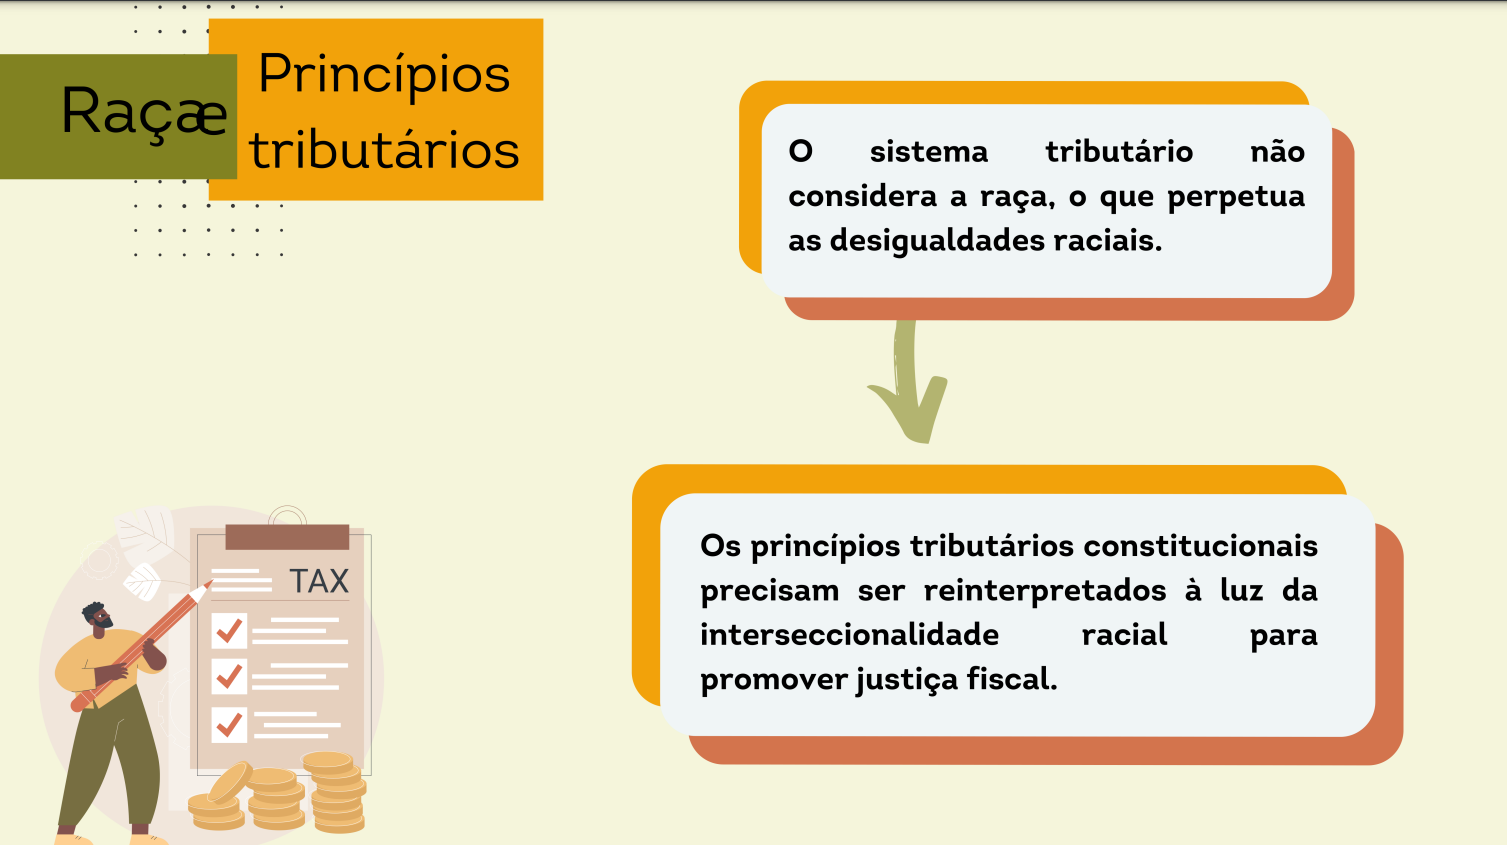 Raça
e
Princípios
tributários
O sistema tributário não
considera a raça, o que perpetua
as desigualdades raciais.
Os princípios tributários constitucionais
precisam ser reinterpretados à luz da
interseccionalidade racial para
promover justiça fiscal.
TAX